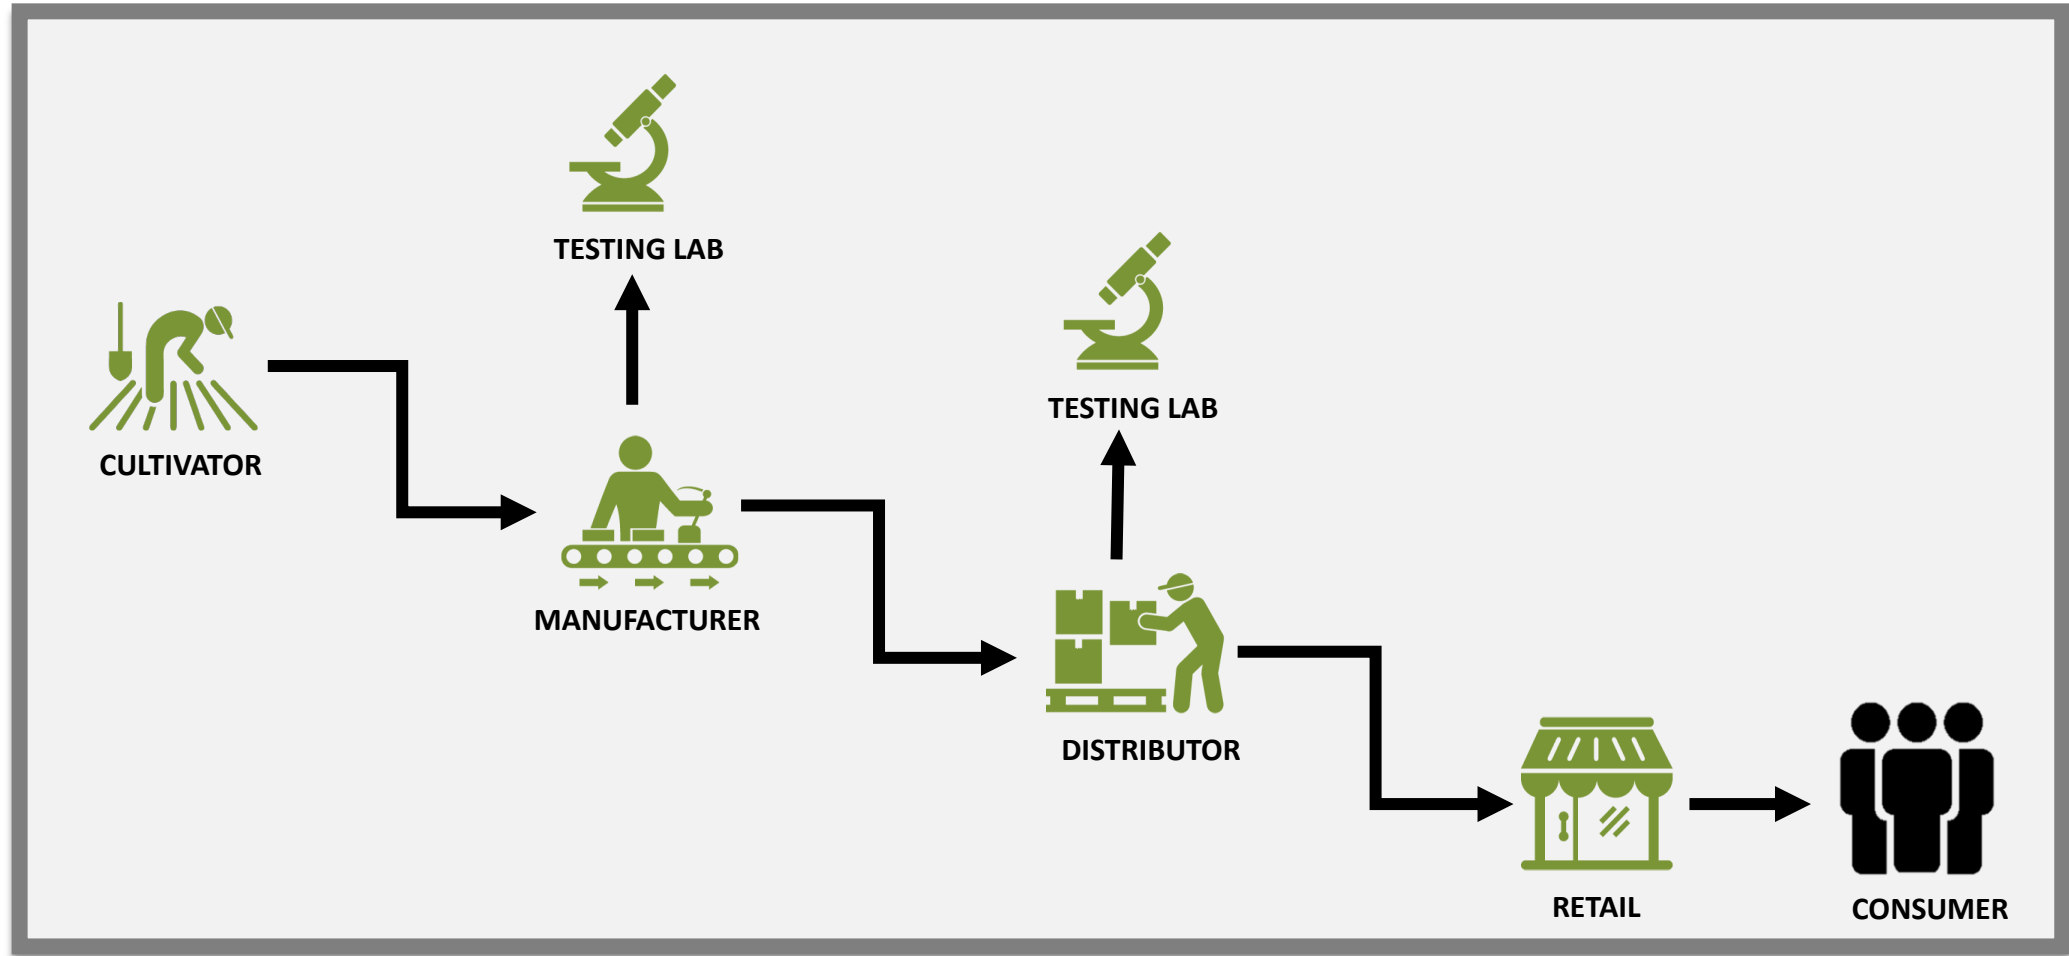 TESTING LAB
TESTING LAB
CULTIVATOR
MANUFACTURER
DISTRIBUTOR
RETAIL
CONSUMER